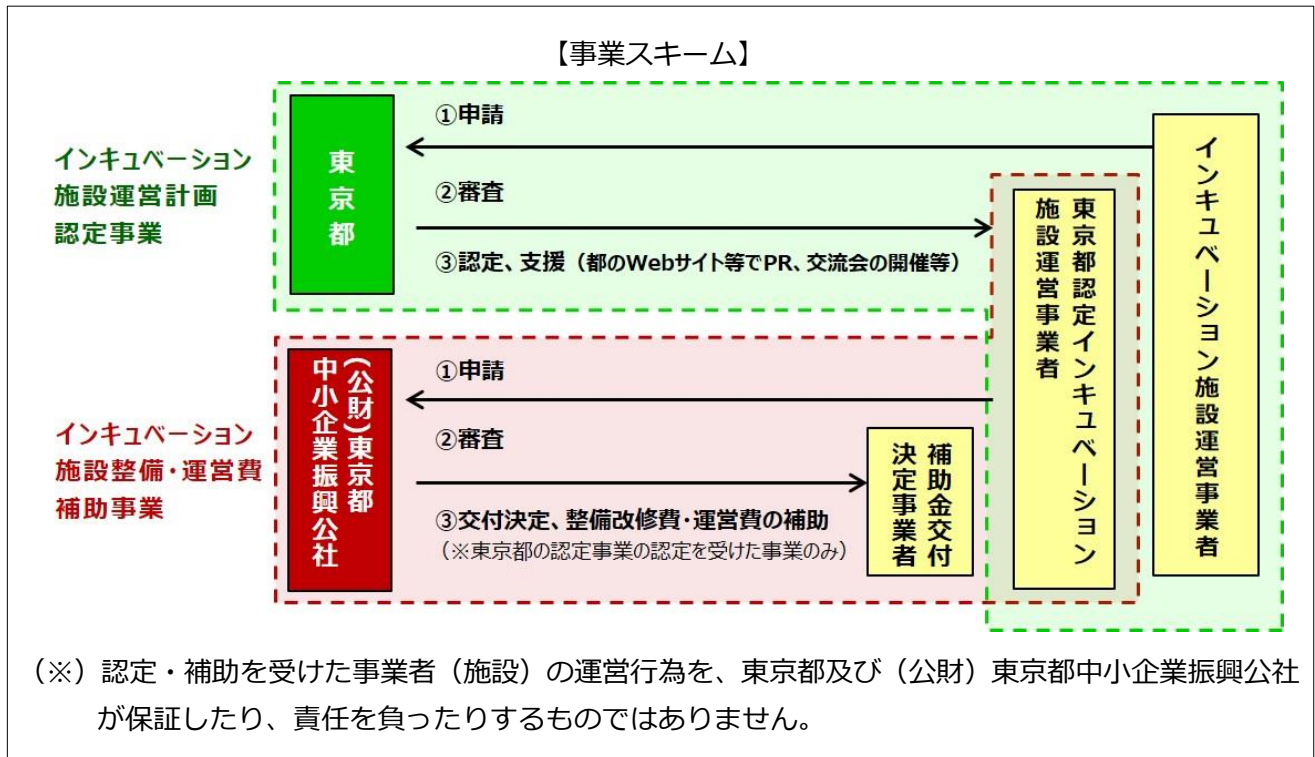 【事業スキーム】
インキュベーション
施設運営計画
認定事業
東京都
①申請
②審査
③認定、支援（都のWebサイト等でPR、交流会の開催等）
東京都認定インキュベーション
施設運営事業者
インキュベーション施設運営事業者
インキュベーション
施設整備・運営費
補助事業
(公財)東京都
中小企業振興公社
①申請
②審査
③交付決定、整備改修費・運営費の補助
（※東京都の認定事業の認定を受けた事業のみ）
補助金交付
決定事業者
（※）認定・補助を受けた事業者（施設）の運営行為を、東京都及び（公財）東京都中小企業振興公社
が保証したり、責任を負ったりするものではありません。